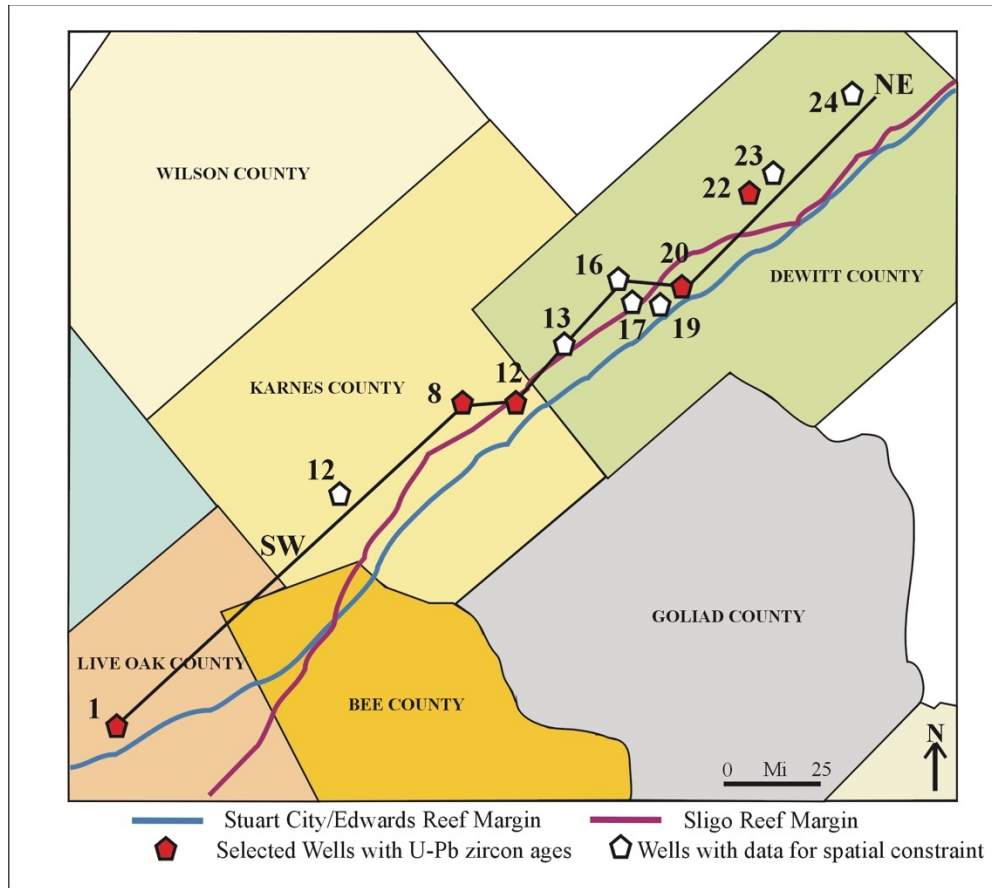 24 NE
23
WILSON COUNTY
22
16 20
DEWITT COUNTY
13 17 19
KARNES COUNTY
8 12
12
SW
GOLIAD COUNTY
LIVE OAK COUNTY
1
BEE COUNTY
N
0 Mi 25
Stuart City/Edwards Reef Margin Sligo Reef Margin
Selected Wells with U-Pb zircon ages Wells with data for spatial constraint